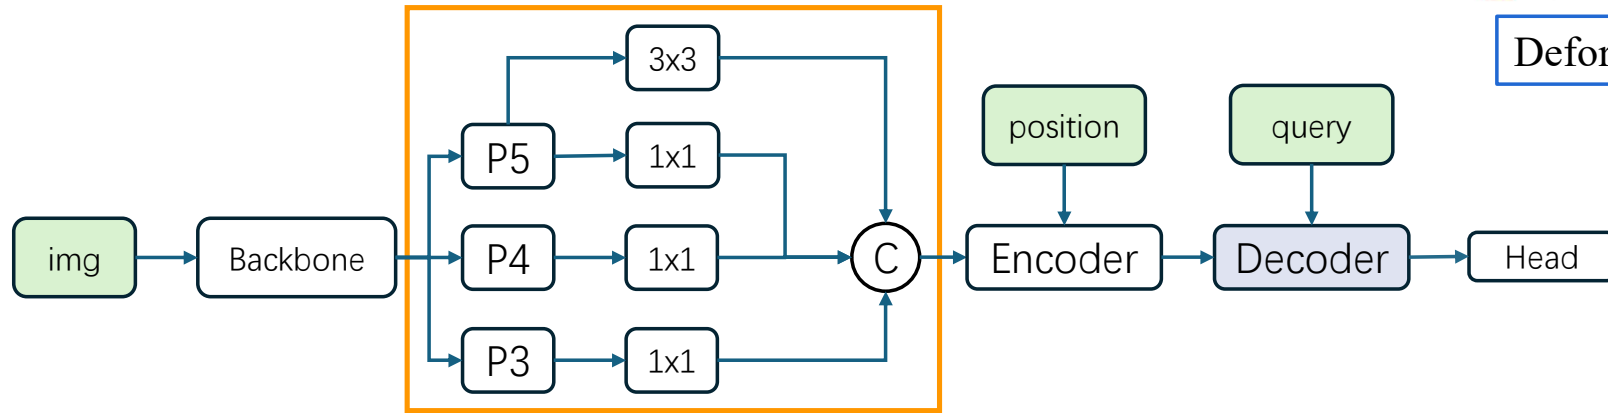 3x3
Defor
position
query
P5
1x1
img
Backbone
P4
1x1
C
Encoder
Decoder
Head
P3
1x1